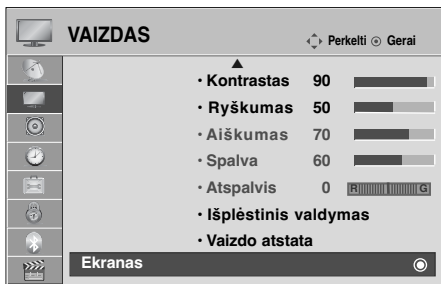 VAIZDAS
Perkelti Gerai
• Kontrastas 90
• Ryškumas 50
• Aiškumas 70
• Spalva 60
• Atspalvis 0 R G
• Išplėstinis valdymas
• Vaizdo atstata
Ekranas